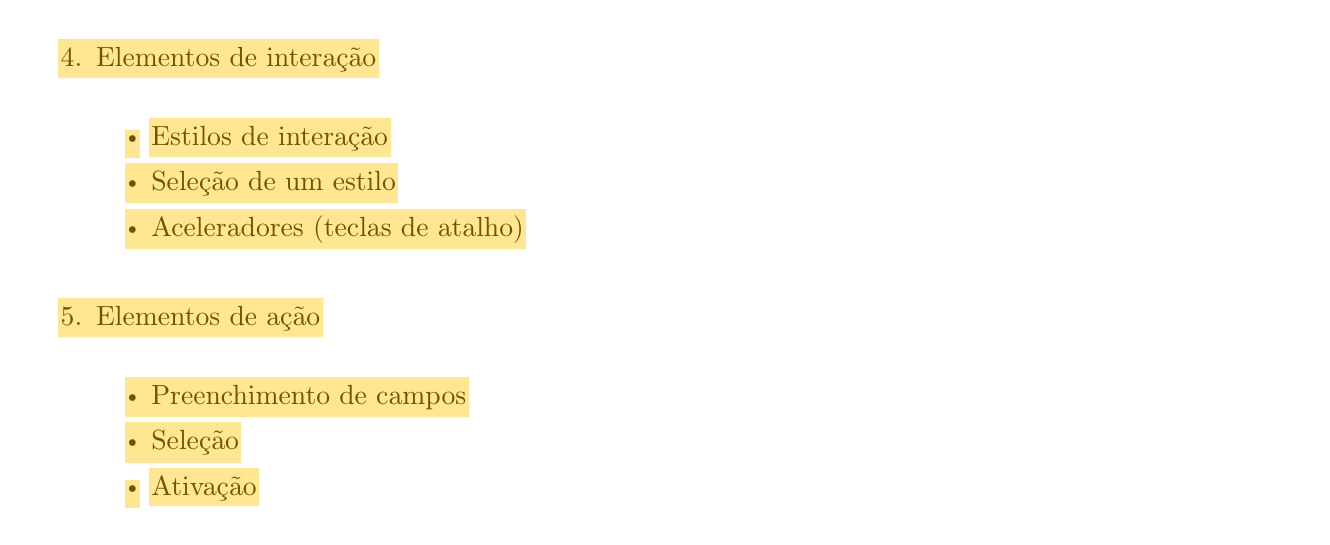 4. Elementos de interação
• Estilos de interação
• Seleção de um estilo
• Aceleradores (teclas de atalho)
5. Elementos de ação
• Preenchimento de campos
• Seleção
• Ativação